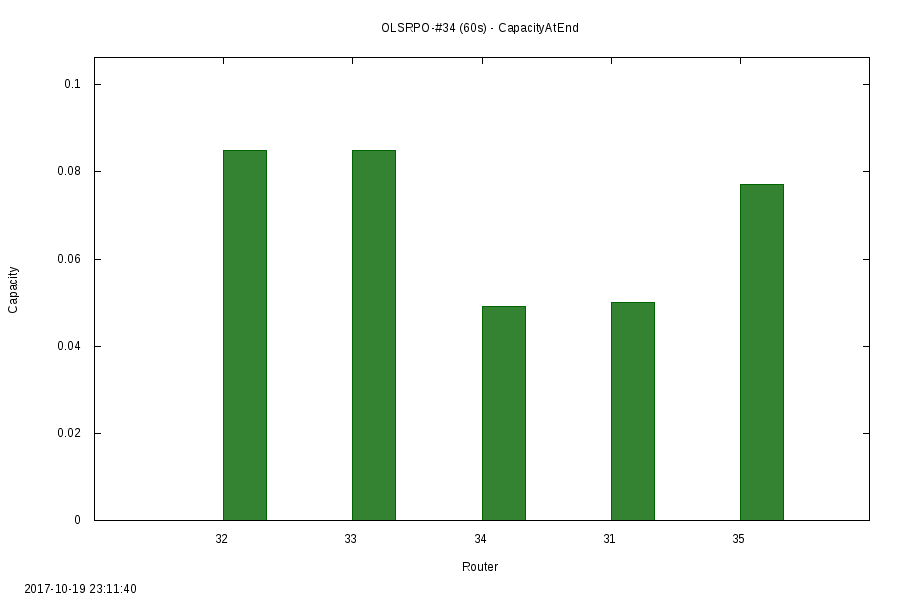 OLSRPO-#34 (60s) - CapacityAtEnd
0.1
0.08
0.06
0.04
0.02
0
Capacity
32 33 34 31 35
Router
2017-10-19 23:11:40